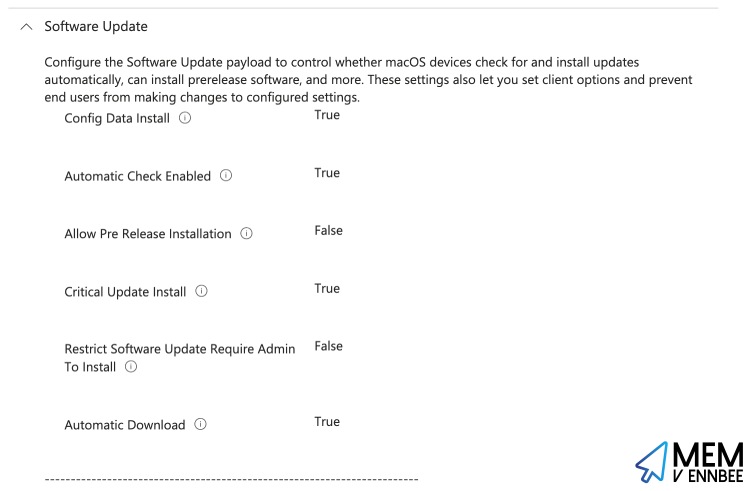 Software Update
Configure the Software Update payload to control whether macOS devices check for and install updates
automatically, can install prerelease software, and more. These settings also let you set client options and prevent
end users from making changes to configured settings.
Config Data Install True
Automatic Check Enabled True
Allow Pre Release Installation False
Critical Update Install True
Restrict Software Update Require Admin False
To Install
Automatic Download True
MEM
V ENNBEE